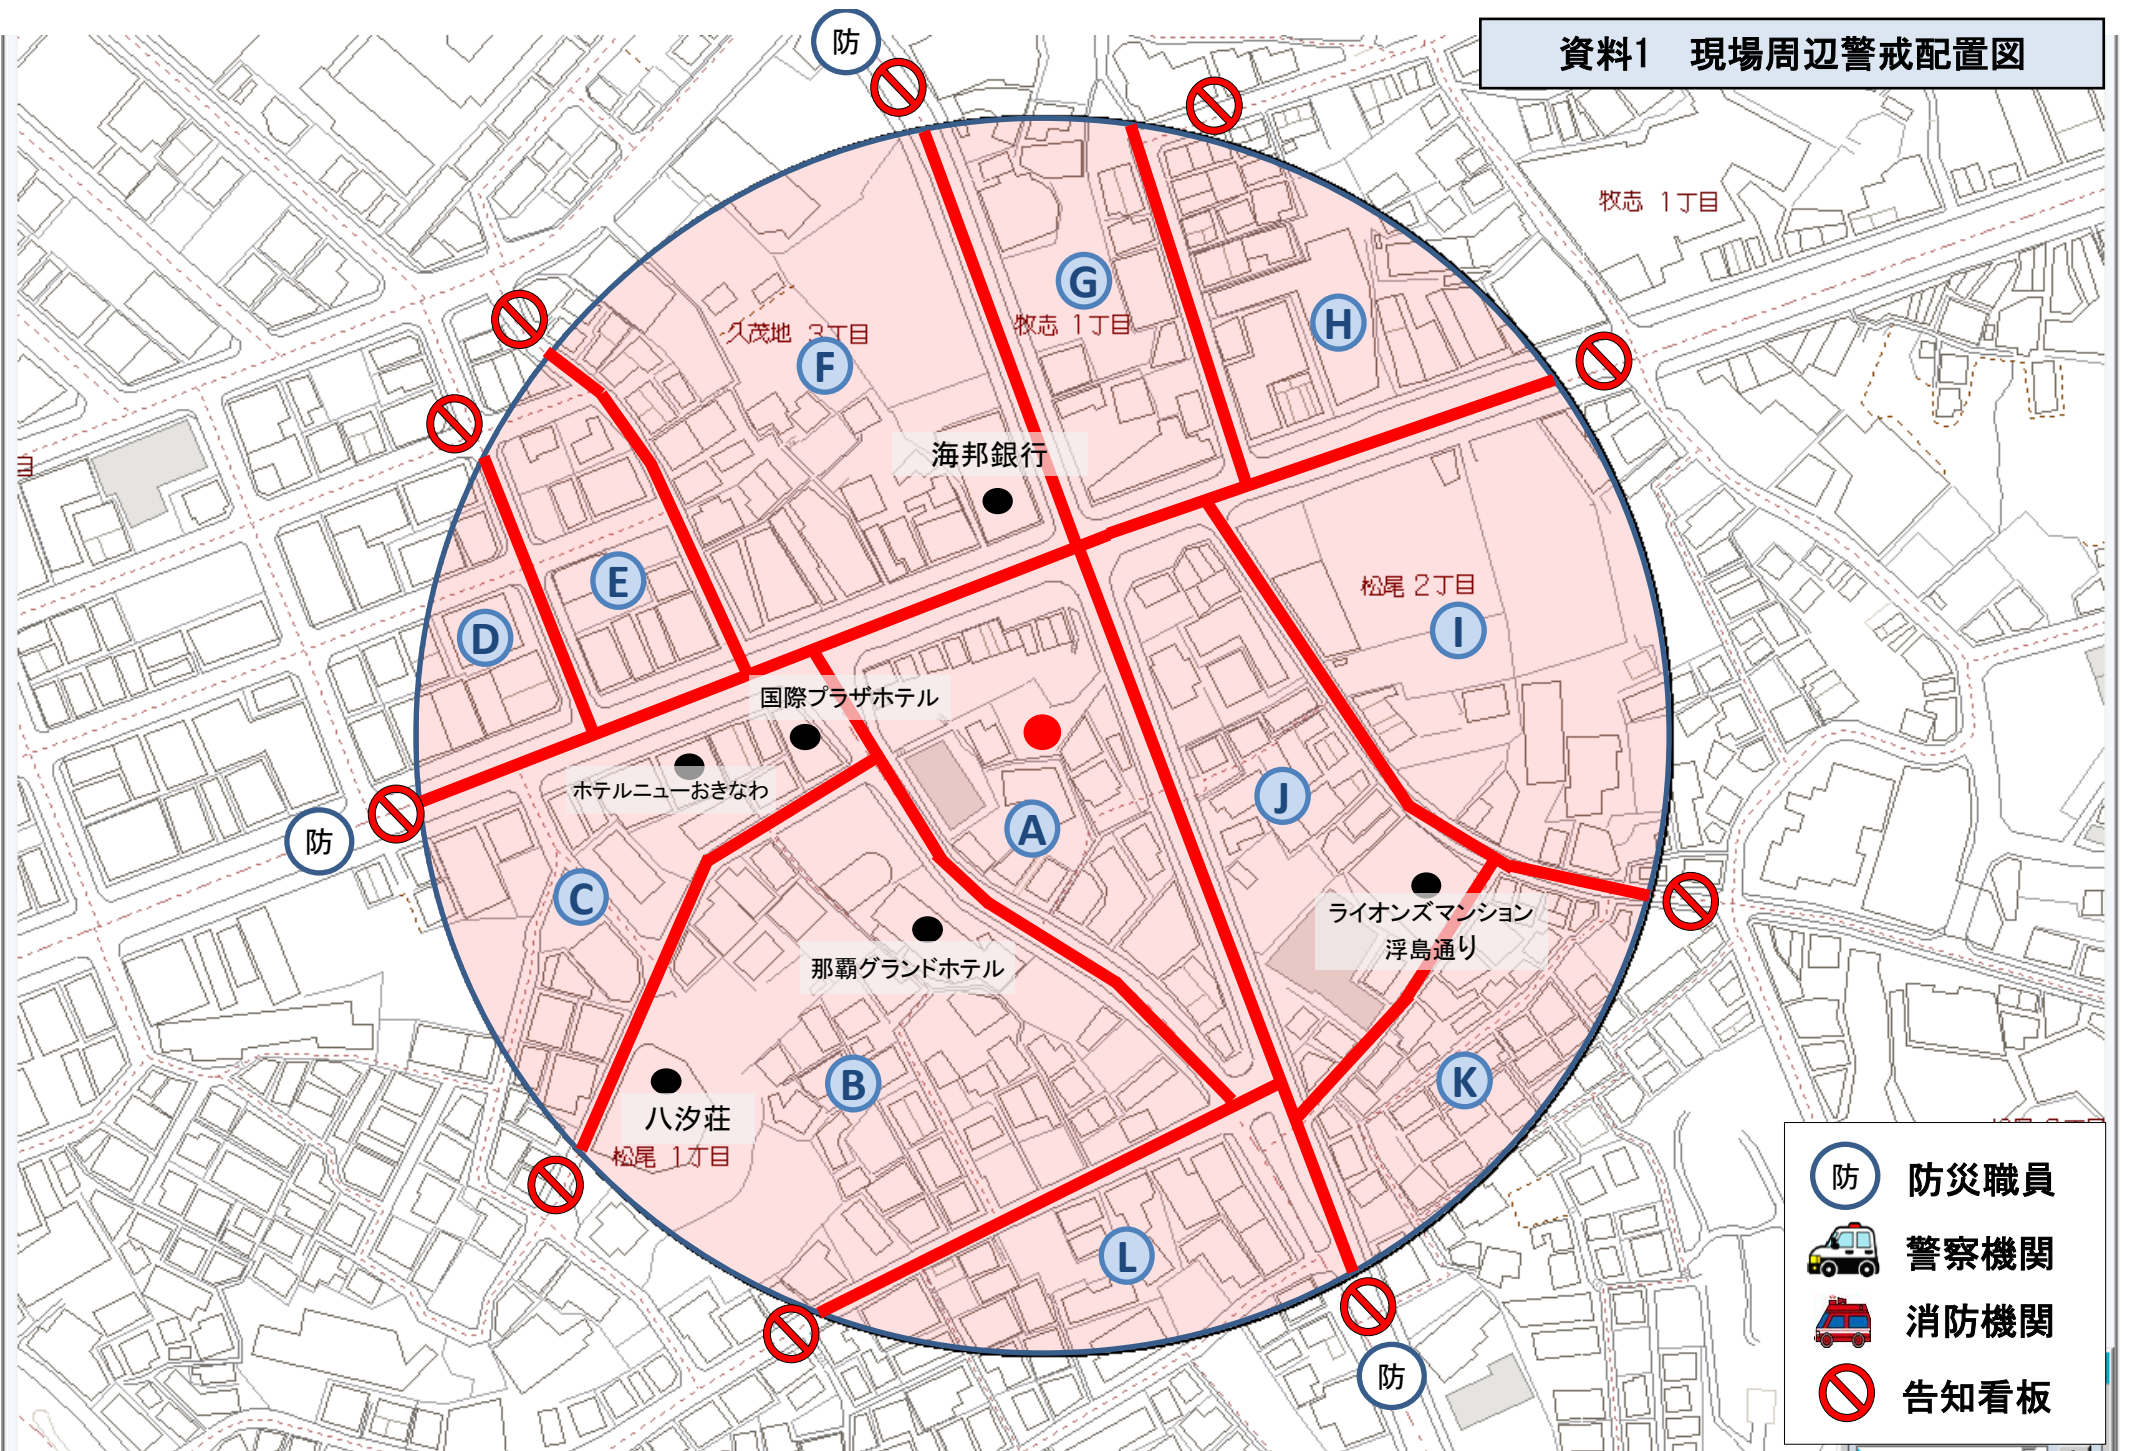 防
資料1　現場周辺警戒配置図
牧志 1丁目
G
久茂地 3丁目
牧志 1丁目
H
F
海邦銀行
目
E
松尾 2丁目
D
I
国際プラザホテル
ホテルニューおきなわ
J
防
A
C
ライオンズマンション
浮島通り
那覇グランドホテル
B
K
八汐荘
松尾 1丁目
L
防
防 防災職員
警察機関
消防機関
告知看板